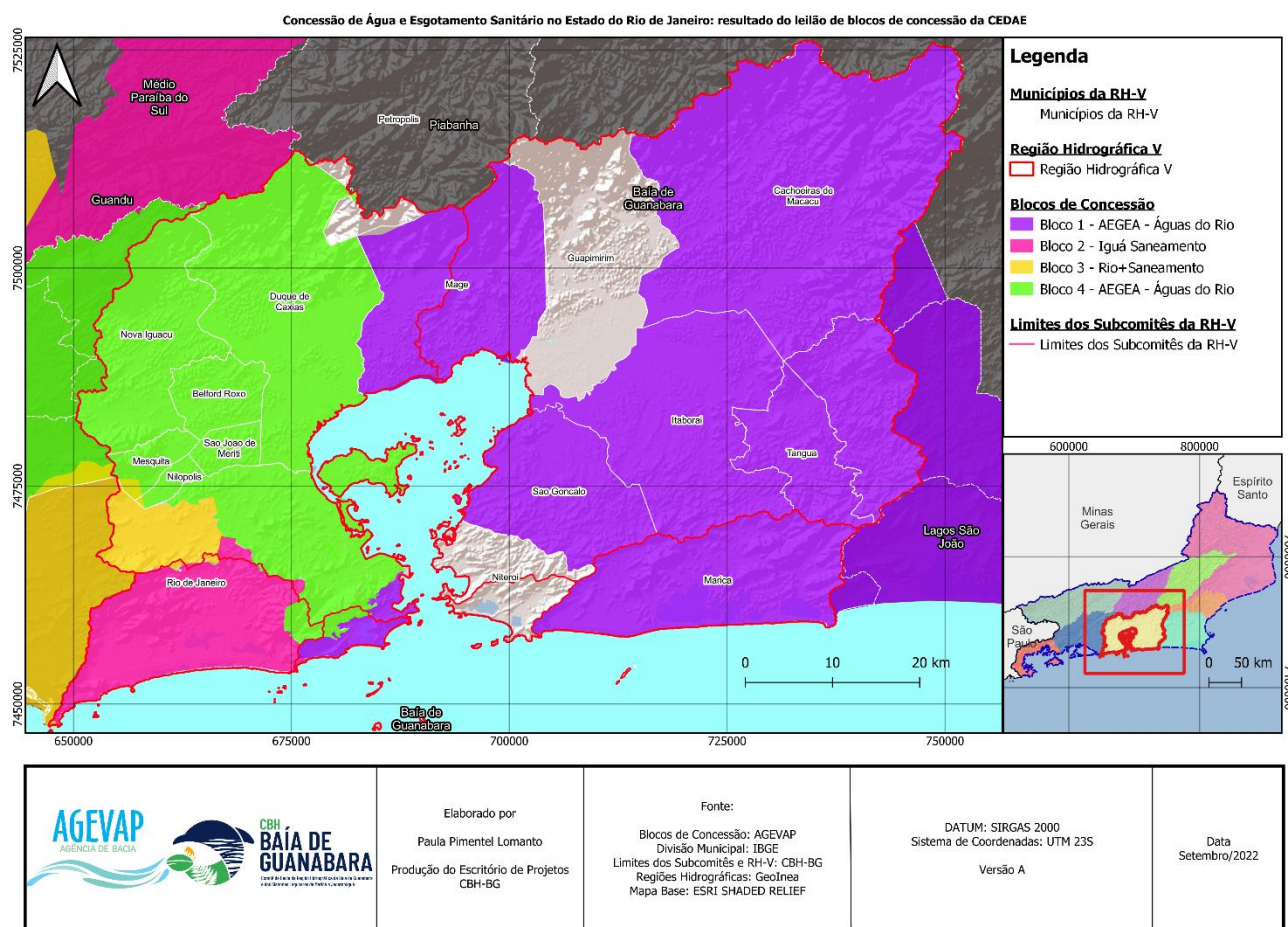 Concessão de Água e Esgotamento Sanitário no Estado do Rio de Janeiro: resultado do leilão de blocos de concessão da CEDAE
7525000
7500000
7475000
7450000
Médio
Paraíba do
Sul
Petropolis
Piabanha
Guandu
Baía de
Guanabara
Cachoeiras de
Macacu
Guapimirim
Mage
Duque de
Caxias
Nova Iguacu
Belford Roxo
Sao Joao de
Meriti
Mesquita
Nilopolis
Itaborai
Tangua
Sao Goncalo
Lagos São
João
Rio de Janeiro
Niteroi
Marica
0 10 20 km
Baía de
Guanabara
650000 675000 700000 725000 750000
Legenda
Municípios da RH-V
Municípios da RH-V
Região Hidrográfica V
Região Hidrográfica V
Blocos de Concessão
Bloco 1 - AEGEA - Águas do Rio
Bloco 2 - Iguá Saneamento
Bloco 3 - Rio+Saneamento
Bloco 4 - AEGEA - Águas do Rio
Limites dos Subcomitês da RH-V
Limites dos Subcomitês da RH-V
600000 800000
Espírito
Santo
Minas
Gerais
São
Paulo
0 50 km
AGEVAP
AGÊNCIA DE BACIA
CBH
BAÍA DE
GUANABARA
Elaborado por
Paula Pimentel Lomanto
Produção do Escritório de Projetos
CBH-BG
Fonte:
Blocos de Concessão: AGEVAP
Divisão Municipal: IBGE
Limites dos Subcomitês e RH-V: CBH-BG
Regiões Hidrográficas: GeoInea
Mapa Base: ESRI SHADED RELIEF
DATUM: SIRGAS 2000
Sistema de Coordenadas: UTM 23S
Versão A
Data
Setembro/2022